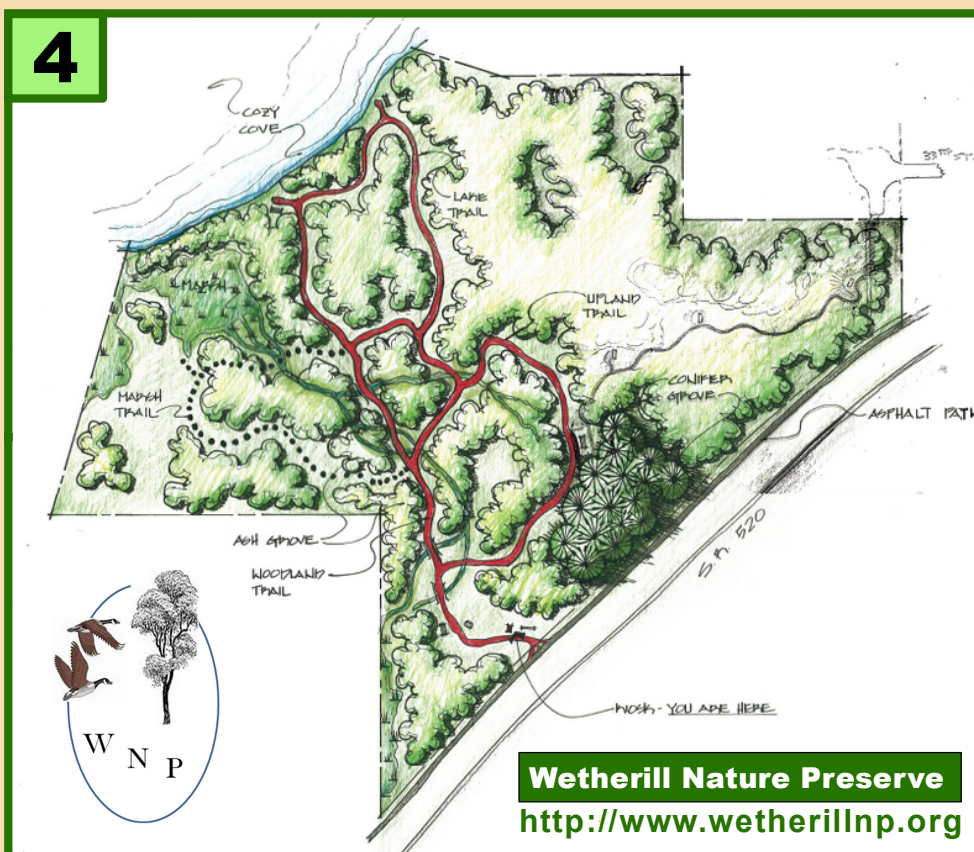 4
COZY
COVE
33RD ST.
LAKE
TRAIL
MARSH
UPLAND
TRAIL
MARSH
TRAIL
CONIFER
GROVE
ASPHALT PATH
ASH GROVE
WOODLAND
TRAIL
S.R. 520
KIOSK - YOU ARE HERE
W N P
Wetherill Nature Preserve
http://www.wetherillnp.org